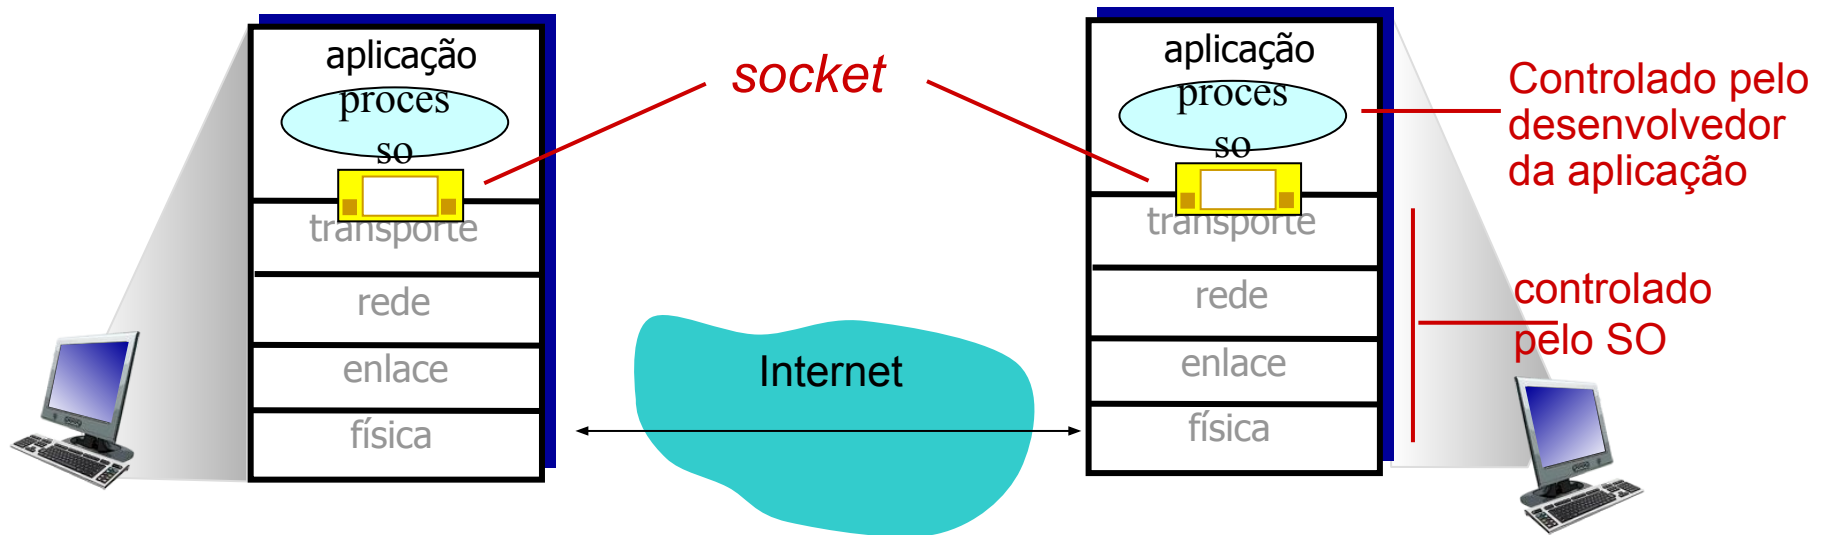 aplicação
proces
so
transporte
rede
enlace
física
socket
Internet
aplicação
proces
so
transporte
rede
enlace
física
Controlado pelo
desenvolvedor
da aplicação
controlado
pelo SO